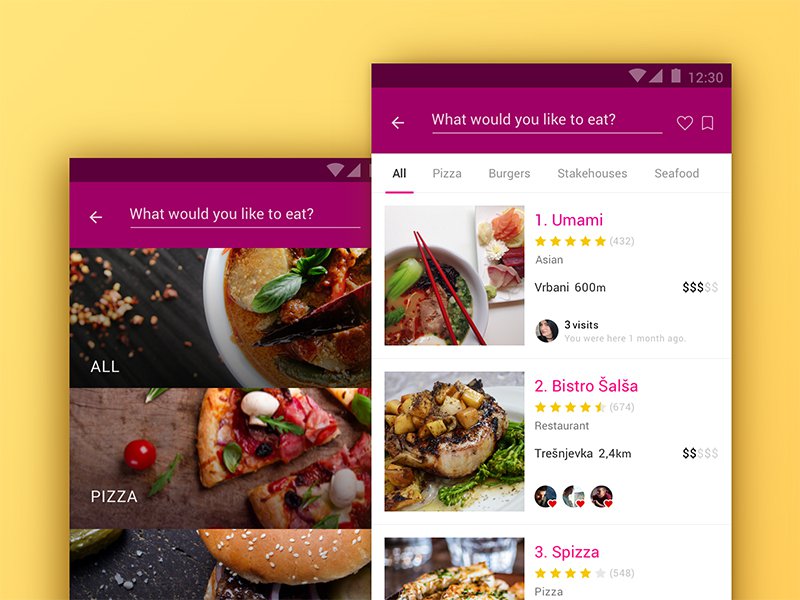 What would you like to eat?
ALL
PIZZA
12:30
What would you like to eat?
All Pizza Burgers Stakehouses Seafood
1. Umami
(432)
Asian
Vrbani 600m $$$$$
3 visits
You were here 1 month ago.
2. Bistro Šalša
(674)
Restaurant
Trešnjevka 2,4km $$$$$
3. Spizza
(548)
Pizza